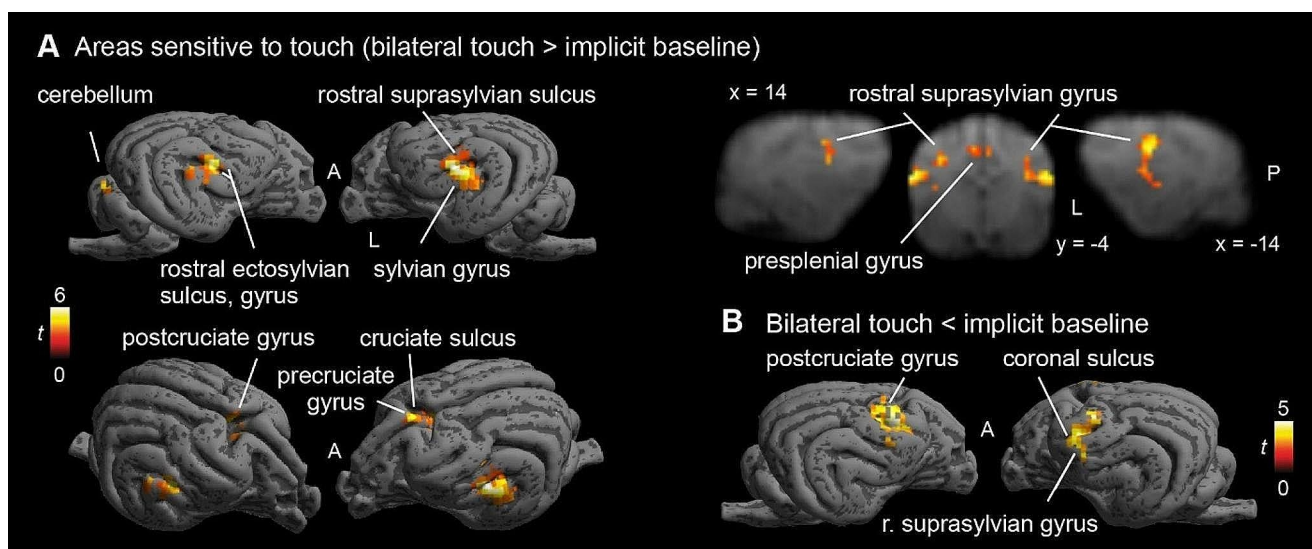 A Areas sensitive to touch (bilateral touch > implicit baseline)
cerebellum
rostral suprasylvian sulcus
A
L
rostral ectosylvian
sulcus, gyrus
sylvian gyrus
6
t
0
postcruciate gyrus
cruciate sulcus
precruciate
gyrus
A
x = 14
rostral suprasylvian gyrus
P
L
presplenial gyrus
y = -4
x = -14
B Bilateral touch < implicit baseline
postcruciate gyrus
coronal sulcus
A
5
t
0
r. suprasylvian gyrus